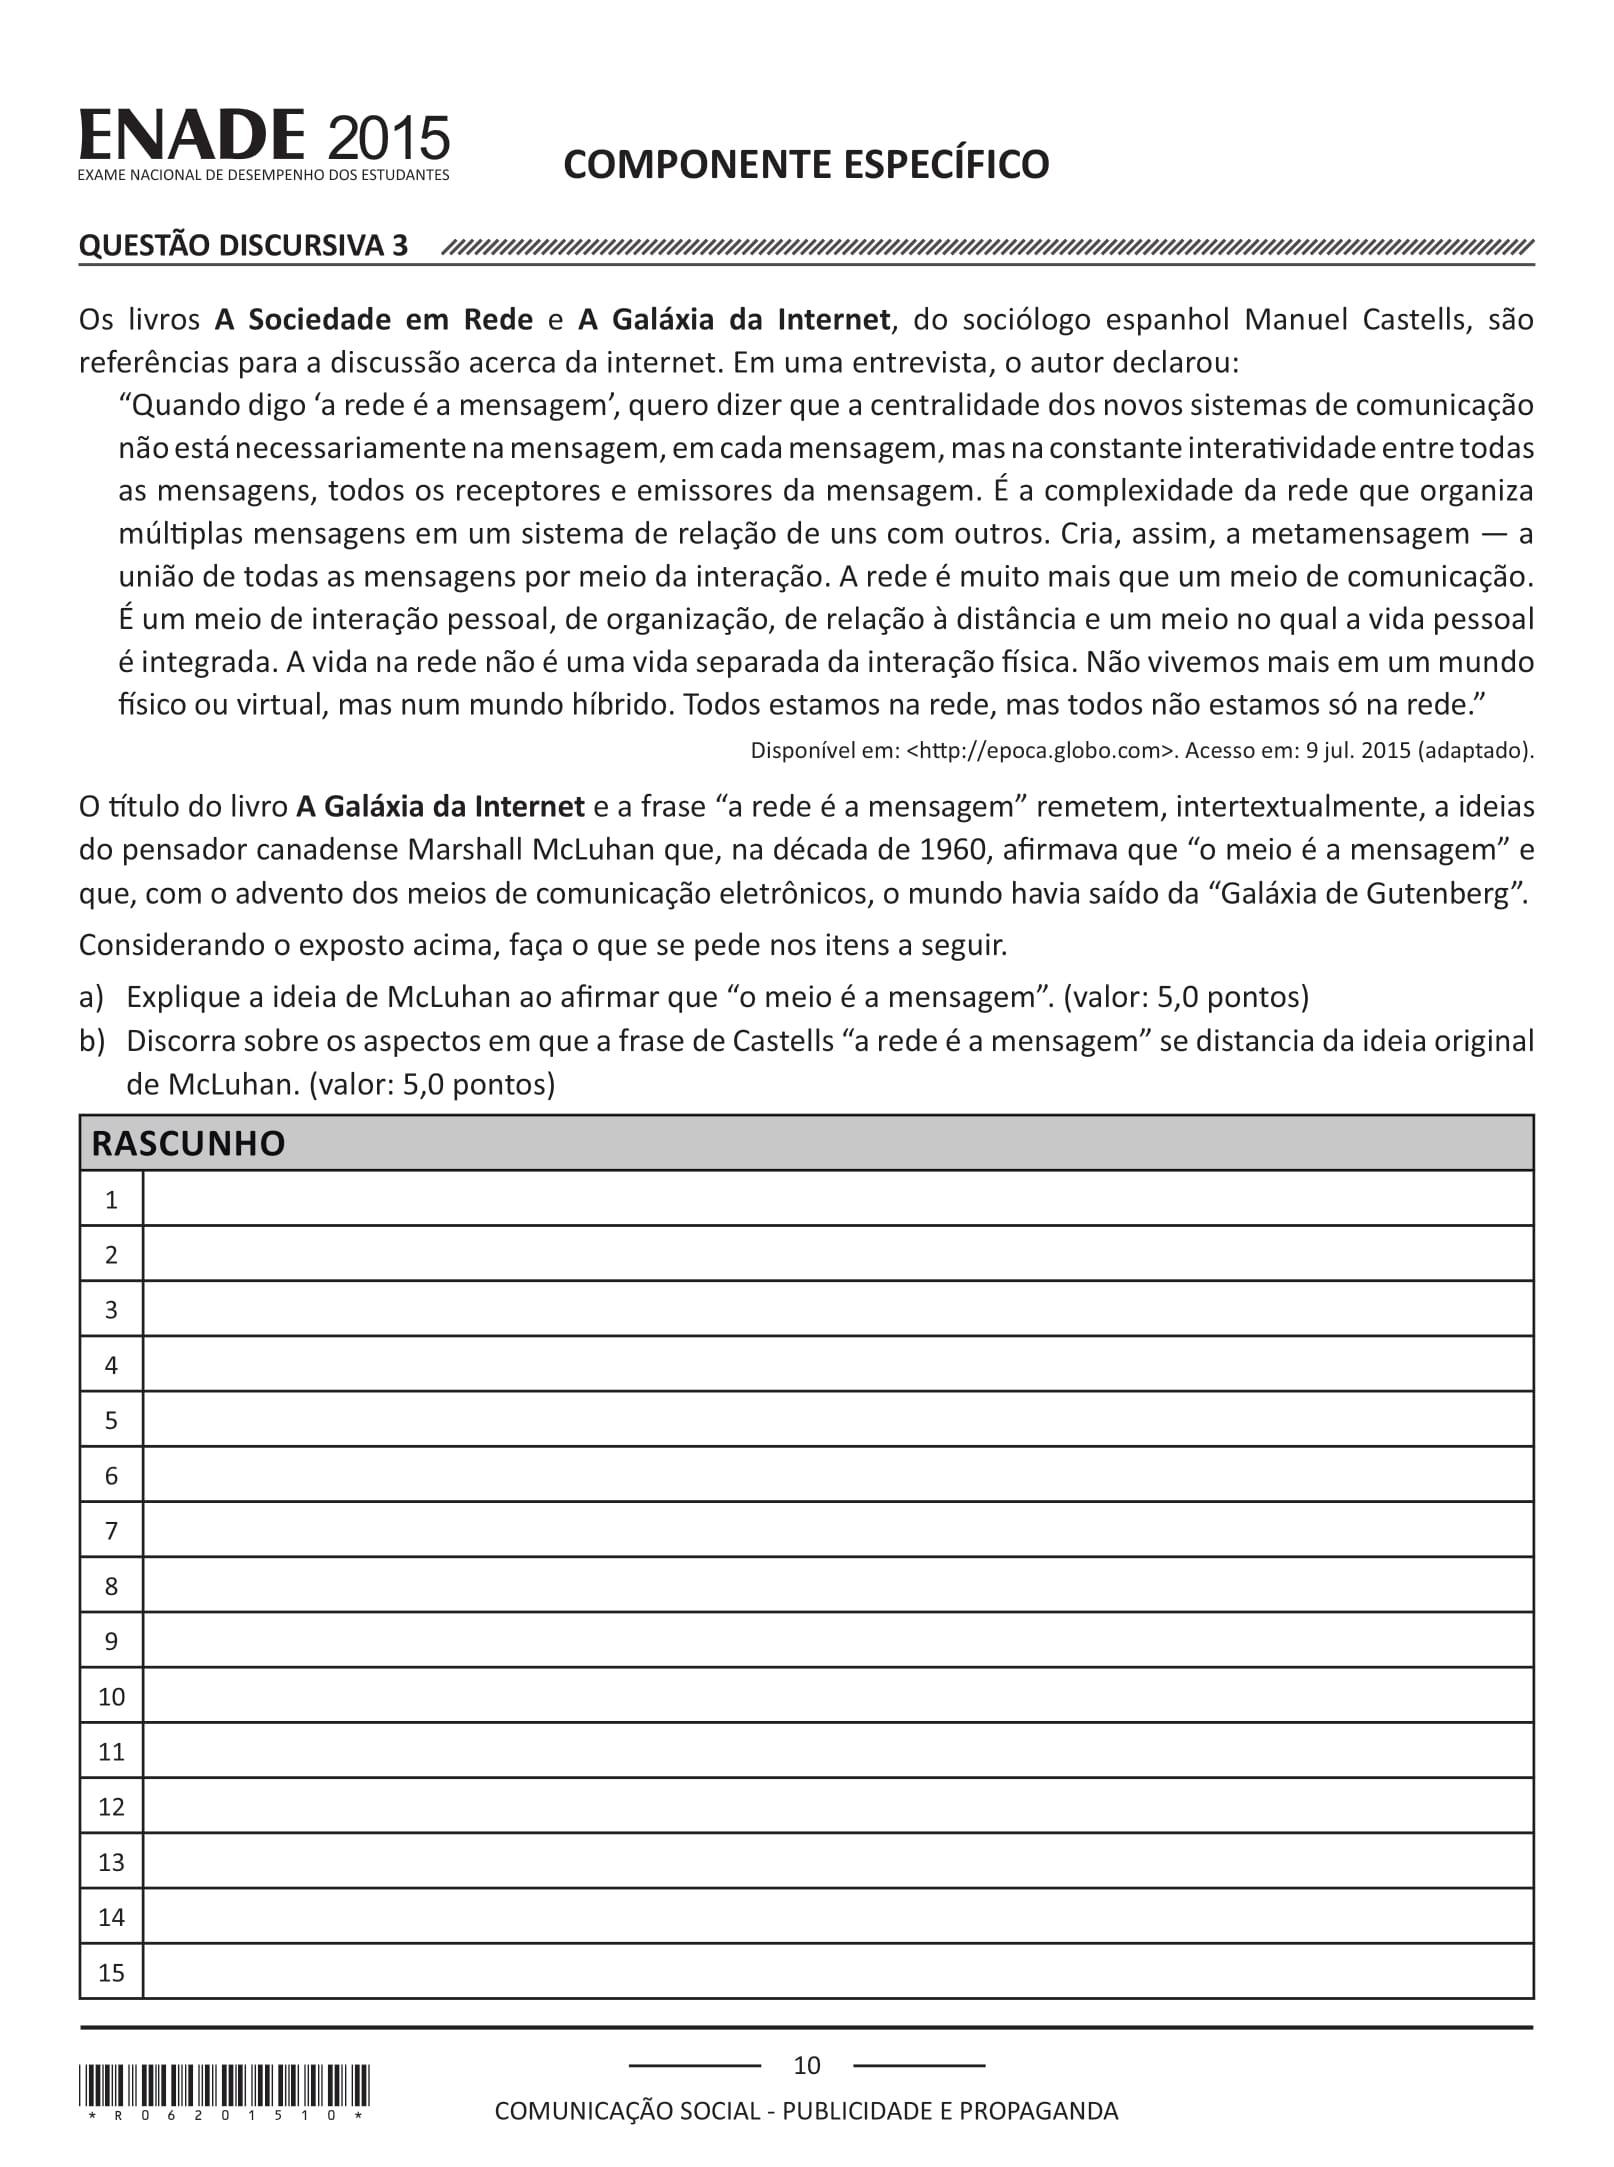 ENADE 2015
EXAME NACIONAL DE DESEMPENHO DOS ESTUDANTES
COMPONENTE ESPECÍFICO
QUESTÃO DISCURSIVA 3
Os livros A Sociedade em Rede e A Galáxia da Internet, do sociólogo espanhol Manuel Castells, são
referências para a discussão acerca da internet. Em uma entrevista, o autor declarou:
“Quando digo ‘a rede é a mensagem’, quero dizer que a centralidade dos novos sistemas de comunicação
não está necessariamente na mensagem, em cada mensagem, mas na constante interatividade entre todas
as mensagens, todos os receptores e emissores da mensagem. É a complexidade da rede que organiza
múltiplas mensagens em um sistema de relação de uns com outros. Cria, assim, a metamensagem — a
união de todas as mensagens por meio da interação. A rede é muito mais que um meio de comunicação.
É um meio de interação pessoal, de organização, de relação à distância e um meio no qual a vida pessoal
é integrada. A vida na rede não é uma vida separada da interação física. Não vivemos mais em um mundo
físico ou virtual, mas num mundo híbrido. Todos estamos na rede, mas todos não estamos só na rede.”
Disponível em: <http://epoca.globo.com>. Acesso em: 9 jul. 2015 (adaptado).
O título do livro A Galáxia da Internet e a frase “a rede é a mensagem” remetem, intertextualmente, a ideias
do pensador canadense Marshall McLuhan que, na década de 1960, afirmava que “o meio é a mensagem” e
que, com o advento dos meios de comunicação eletrônicos, o mundo havia saído da “Galáxia de Gutenberg”.
Considerando o exposto acima, faça o que se pede nos itens a seguir.
a) Explique a ideia de McLuhan ao afirmar que “o meio é a mensagem”. (valor: 5,0 pontos)
b) Discorra sobre os aspectos em que a frase de Castells “a rede é a mensagem” se distancia da ideia original
de McLuhan. (valor: 5,0 pontos)
RASCUNHO
1
2
3
4
5
6
7
8
9
10
11
12
13
14
15
10
* R 0 6 2 0 1 5 1 0 *
COMUNICAÇÃO SOCIAL - PUBLICIDADE E PROPAGANDA